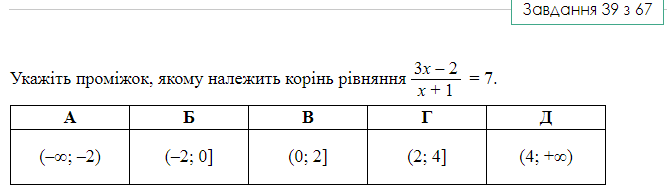 Завдання 39 з 67
Укажіть проміжок, якому належить корінь рівняння (3x – 2)/(x + 1) = 7.
А Б В Г Д
(–∞; –2) (–2; 0] (0; 2] (2; 4] (4; +∞)